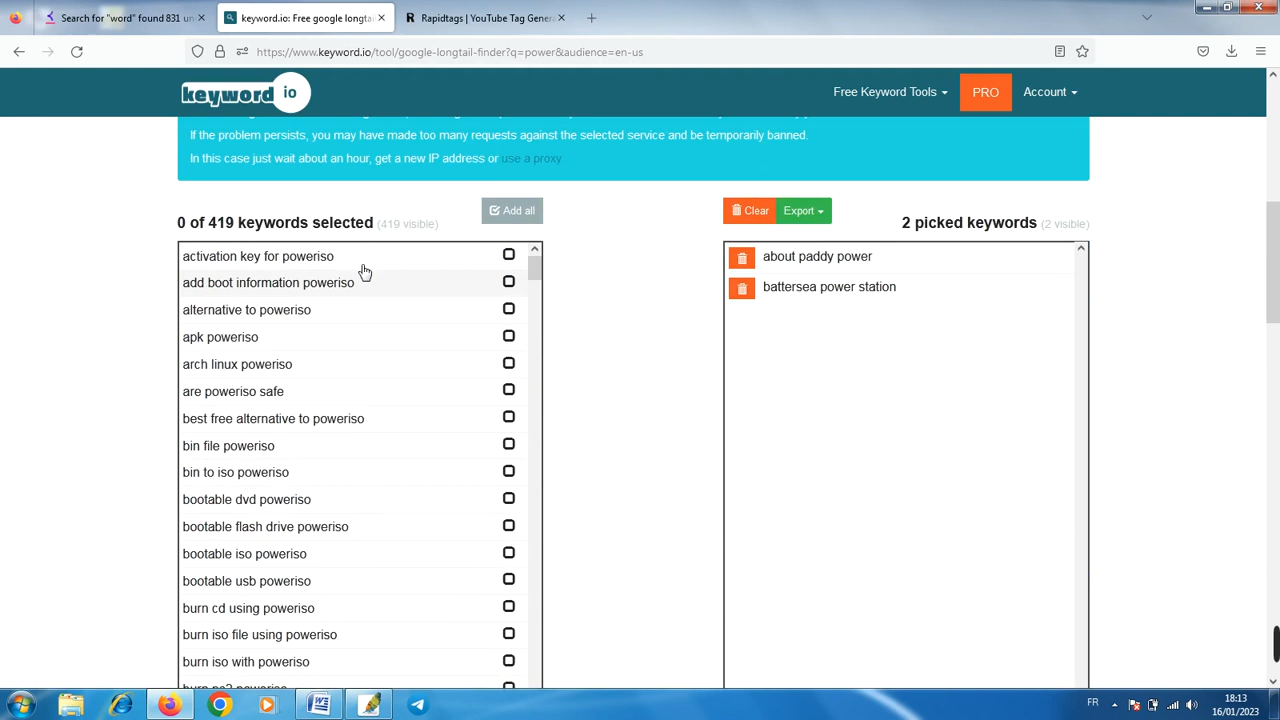 Search for "word" found 831 un
keyword.io: Free google longta
R Rapidtags | YouTube Tag Genera
https://www.keyword.io/tool/google-longtail-finder?q=power&audience=en-us
keyword io
Free Keyword Tools
PRO
Account
If the problem persists, you may have made too many requests against the selected service and be temporarily banned.
In this case just wait about an hour, get a new IP address or use a proxy
0 of 419 keywords selected (419 visible)
Add all
Clear
Export
2 picked keywords (2 visible)
activation key for poweriso
add boot information poweriso
alternative to poweriso
apk poweriso
arch linux poweriso
are poweriso safe
best free alternative to poweriso
bin file poweriso
bin to iso poweriso
bootable dvd poweriso
bootable flash drive poweriso
bootable iso poweriso
bootable usb poweriso
burn cd using poweriso
burn iso file using poweriso
burn iso with poweriso
about paddy power
battersea power station
FR
18:13
16/01/2023